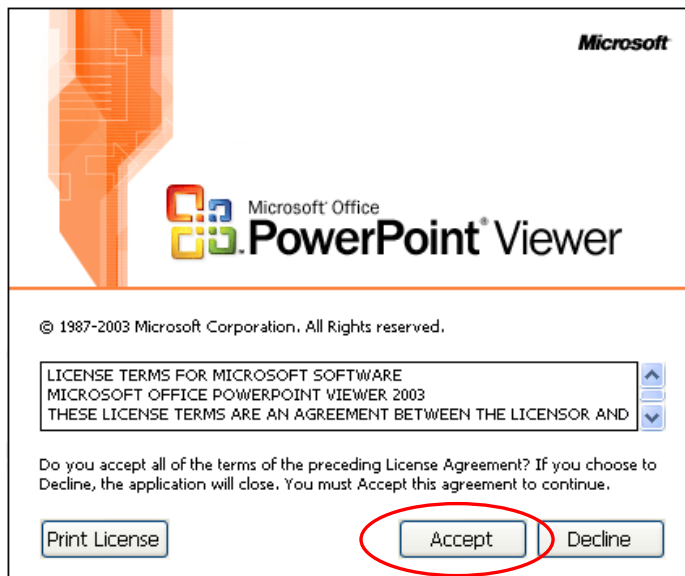 Microsoft
Microsoft® Office
PowerPoint® Viewer
© 1987-2003 Microsoft Corporation. All Rights reserved.
LICENSE TERMS FOR MICROSOFT SOFTWARE
MICROSOFT OFFICE POWERPOINT VIEWER 2003
THESE LICENSE TERMS ARE AN AGREEMENT BETWEEN THE LICENSOR AND
Do you accept all of the terms of the preceding License Agreement? If you choose to
Decline, the application will close. You must Accept this agreement to continue.
Print License Accept Decline